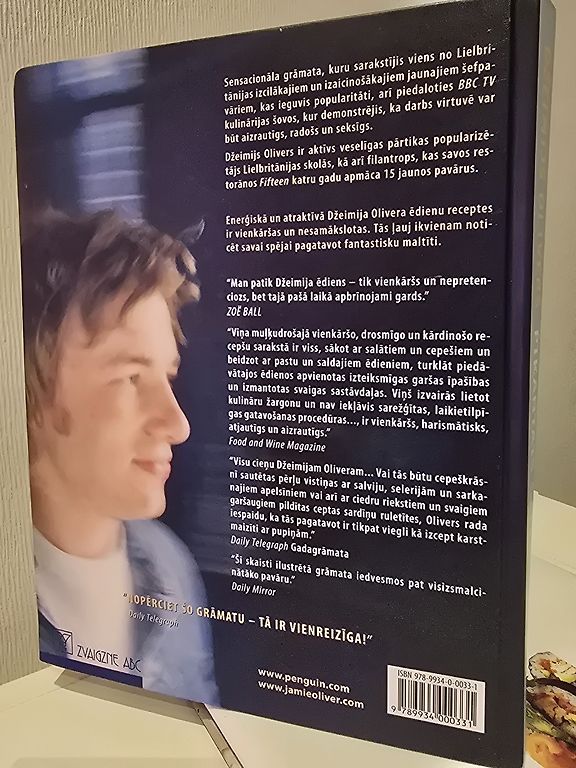 Sensacionāla grāmata, kuru sarakstījis viens no Lielbri-
tānijas izcilākajiem un izaicinošākajiem jaunajiem šefpa-
vāriem, kas ieguvis popularitāti, arī piedaloties BBC TV
kulinārijas šovos, kur demonstrējis, ka darbs virtuvē var
būt aizrautīgs, radošs un seksīgs.
Džeimijs Olivers ir aktīvs veselīgas pārtikas popularizē-
tājs Lielbritānijas skolās, kā arī filantrops, kas savos res-
torānos Fifteen katru gadu apmāca 15 jaunos pavārus.
Enerģiskā un atraktīvā Džeimija Olivera ēdienu receptes
ir vienkāršas un nesamākslotas. Tās ļauj ikvienam noti-
cēt savai spējai pagatavot fantastisku maltīti.
“Man patīk Džeimija ēdiens – tik vienkāršs un nepreten-
ciozs, bet tajā pašā laikā apbrīnojami gards.”
ZOË BALL
“Viņa muļķudrošajā vienkāršo, drosmīgo un kārdinošo re-
cepšu sarakstā ir viss, sākot ar salātiem un cepešiem un
beidzot ar pastu un saldajiem ēdieniem, turklāt piedā-
vātajos ēdienos apvienotas izteiksmīgas garšas īpašības
un izmantotas svaigas sastāvdaļas. Viņš izvairās lietot
kulināru žargonu un nav iekļāvis sarežģītas, laikietilpī-
gas gatavošanas procedūras..., ir vienkāršs, harismātisks,
atjautīgs un aizrautīgs.”
Food and Wine Magazine
“Visu cieņu Džeimijam Oliveram... Vai tās būtu cepeškrās-
nī sautētas pērļu vistiņas ar salviju, selerijām un sarka-
najiem apelsīniem vai arī ar ciedru riekstiem un svaigiem
garšaugiem pildītas ceptas sardīņu ruletītes, Olivers rada
iespaidu, ka tās pagatavot ir tikpat viegli kā izcept karst-
maizīti ar pupiņām.”
Daily Telegraph Gadagrāmata
“Šī skaisti ilustrētā grāmata iedvesmos pat visizsmalci-
nātāko pavāru.”
Daily Mirror
“NOPĒRCIET ŠO GRĀMATU – TĀ IR VIENREIZĪGA!”
Daily Telegraph
ZVAIGZNE ABC
www.penguin.com
www.jamieoliver.com
ISBN 978-9934-0-0033-1
9 789934 000331